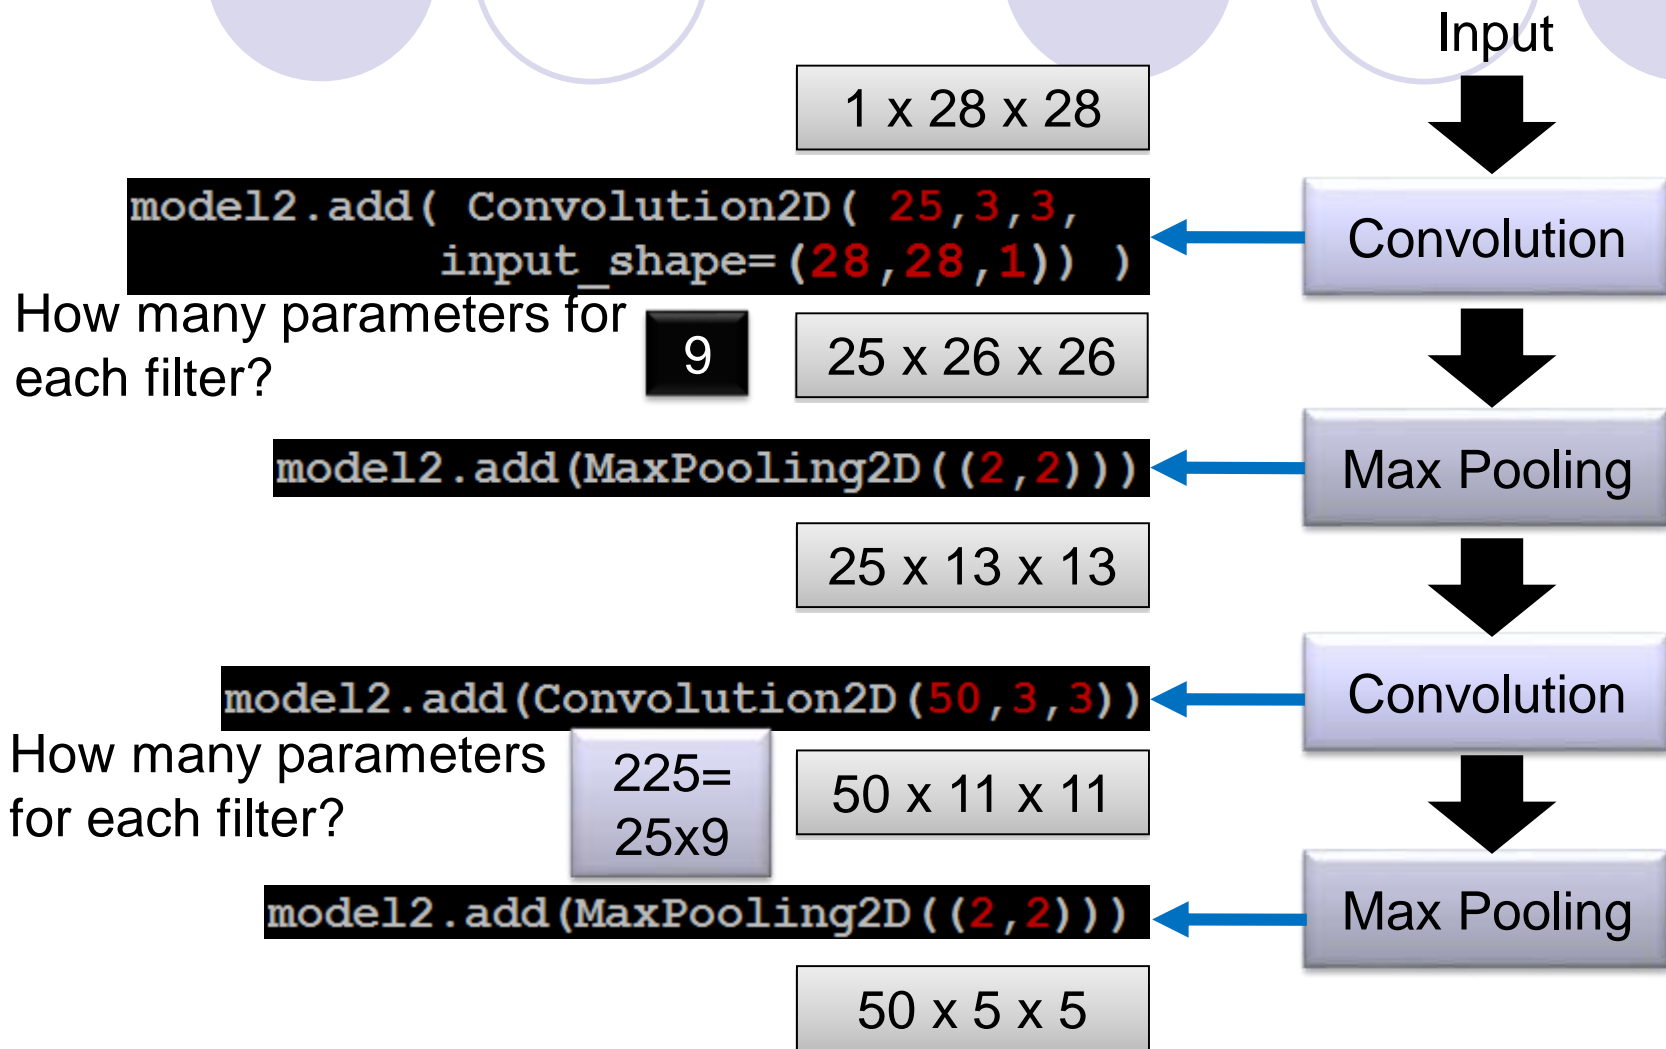 Input
1 x 28 x 28
model2.add( Convolution2D( 25,3,3,
input_shape=(28,28,1)) )
Convolution
How many parameters for
each filter?
9
25 x 26 x 26
model2.add(MaxPooling2D((2,2)))
Max Pooling
25 x 13 x 13
model2.add(Convolution2D(50,3,3))
Convolution
How many parameters
for each filter?
225=
25x9
50 x 11 x 11
model2.add(MaxPooling2D((2,2)))
Max Pooling
50 x 5 x 5